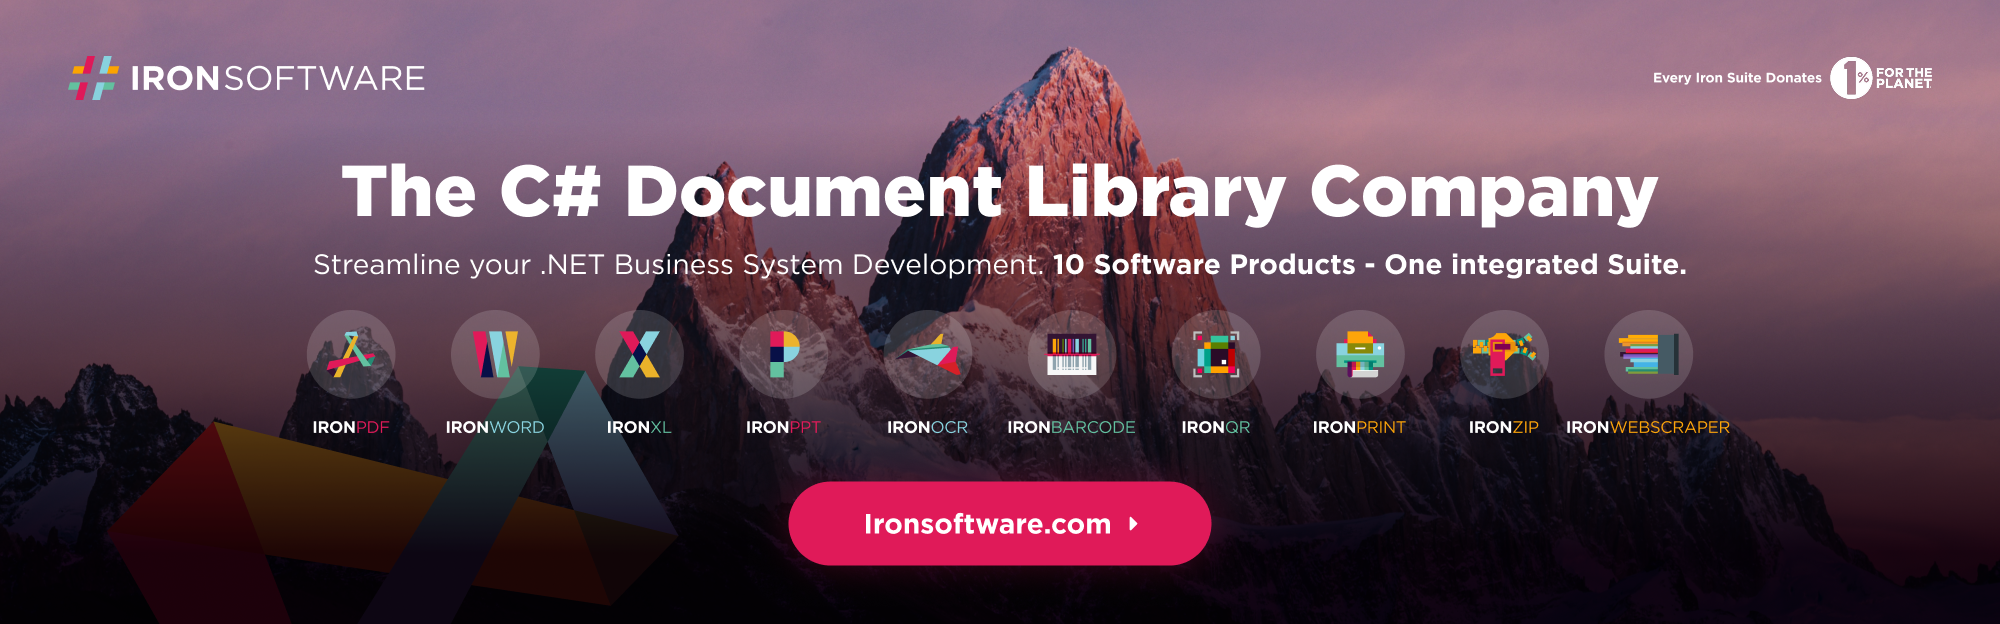 IRONSOFTWARE
Every Iron Suite Donates 1% FOR THE PLANET
The C# Document Library Company
Streamline your .NET Business System Development. 10 Software Products - One integrated Suite.
IRONPDF
IRONWORD
IRONXL
IRONPPT
IRONOCR
IRONBARCODE
IRONQR
IRONPRINT
IRONZIP
IRONWEBSCRAPER
Ironsoftware.com